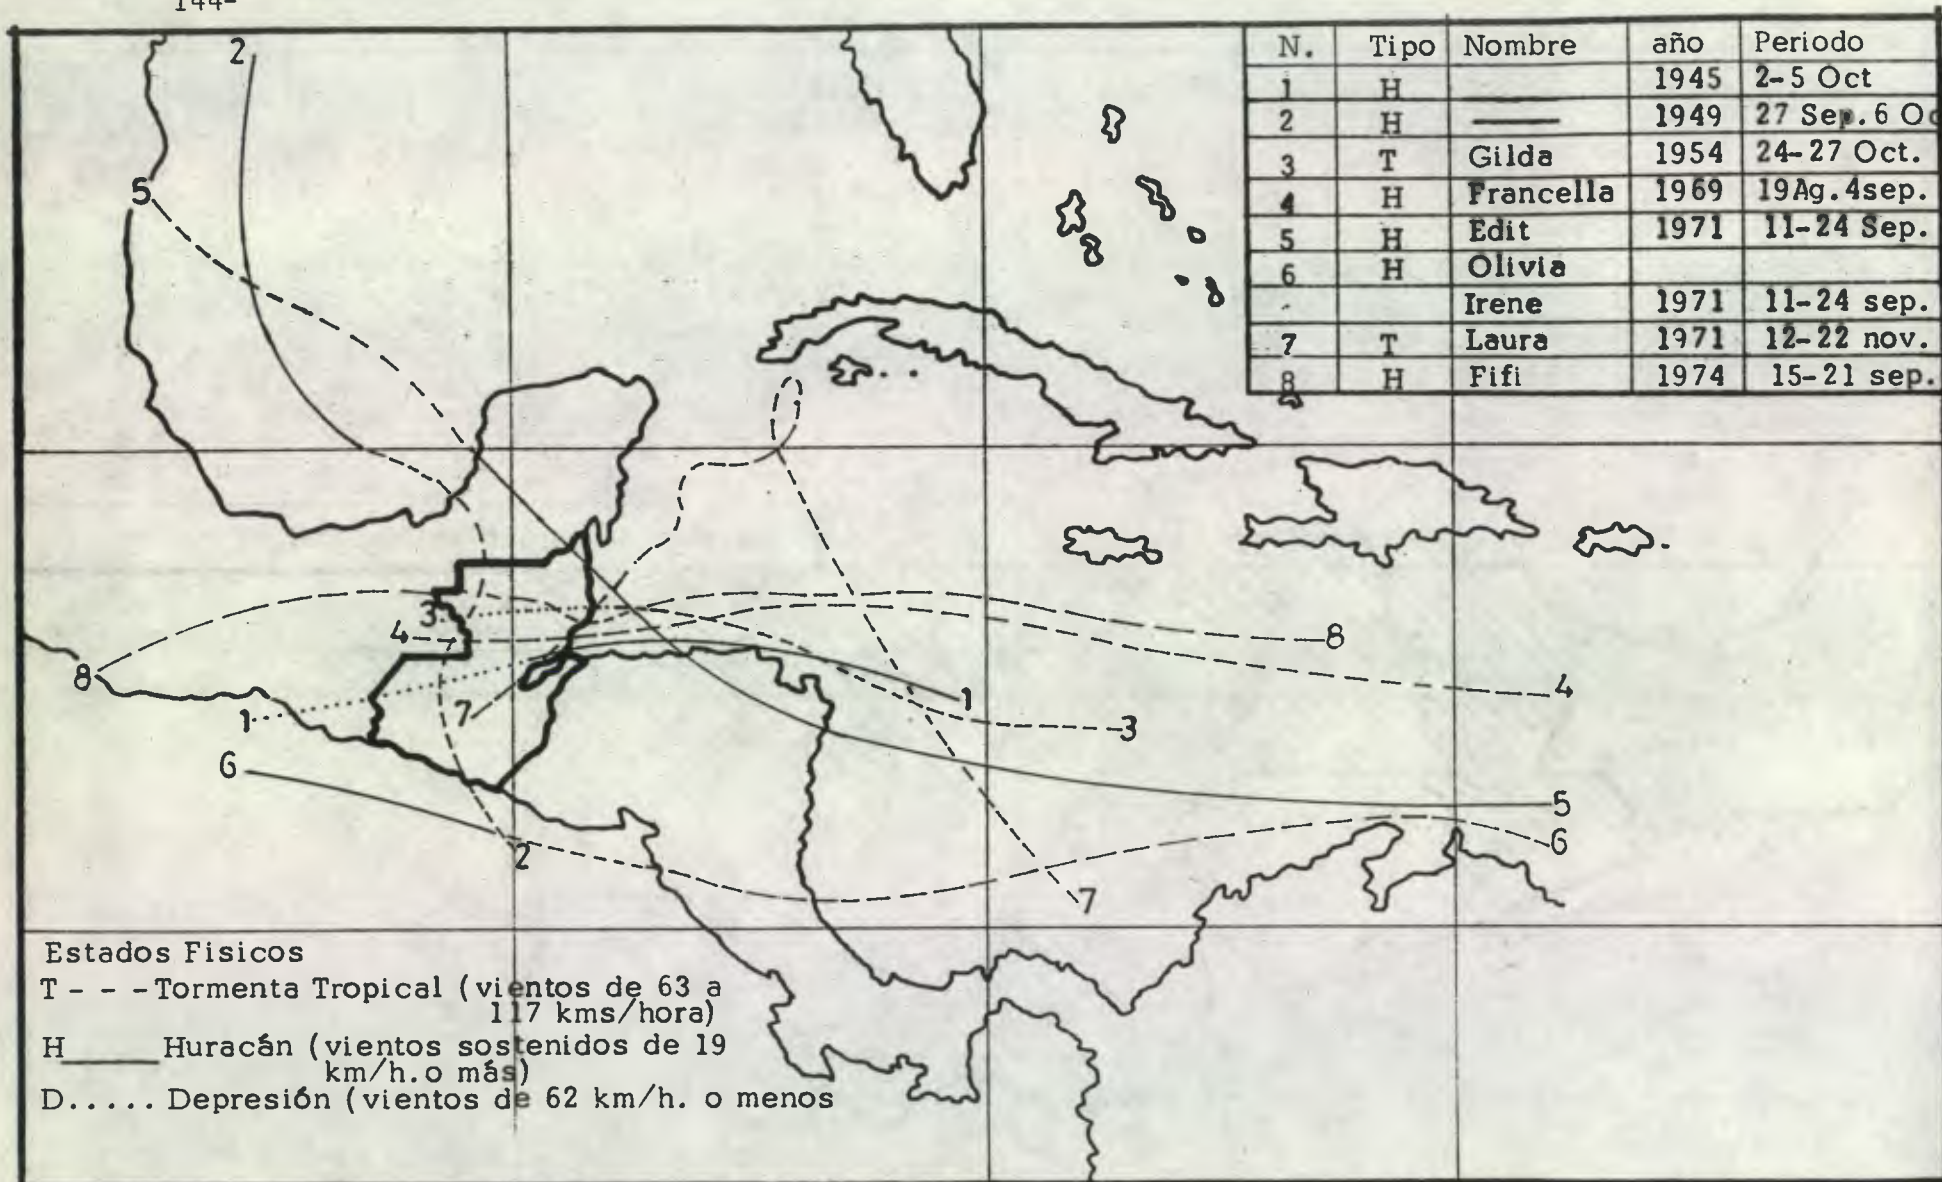 144-
N. Tipo Nombre año Periodo
1 H 1945 2-5 Oct
2 H —— 1949 27 Sep. 6 Oc
3 T Gilda 1954 24-27 Oct.
4 H Francella 1969 19Ag. 4sep.
5 H Edit 1971 11-24 Sep.
6 H Olivia
Irene 1971 11-24 sep.
7 T Laura 1971 12-22 nov.
8 H Fifi 1974 15-21 sep.
2
5
3
4
8
8
4
1
7
1
3
6
5
2
6
7
Estados Fisicos
T - - - Tormenta Tropical (vientos de 63 a
117 kms/hora)
H____ Huracán (vientos sostenidos de 19
km/h. o más)
D..... Depresión (vientos de 62 km/h. o menos